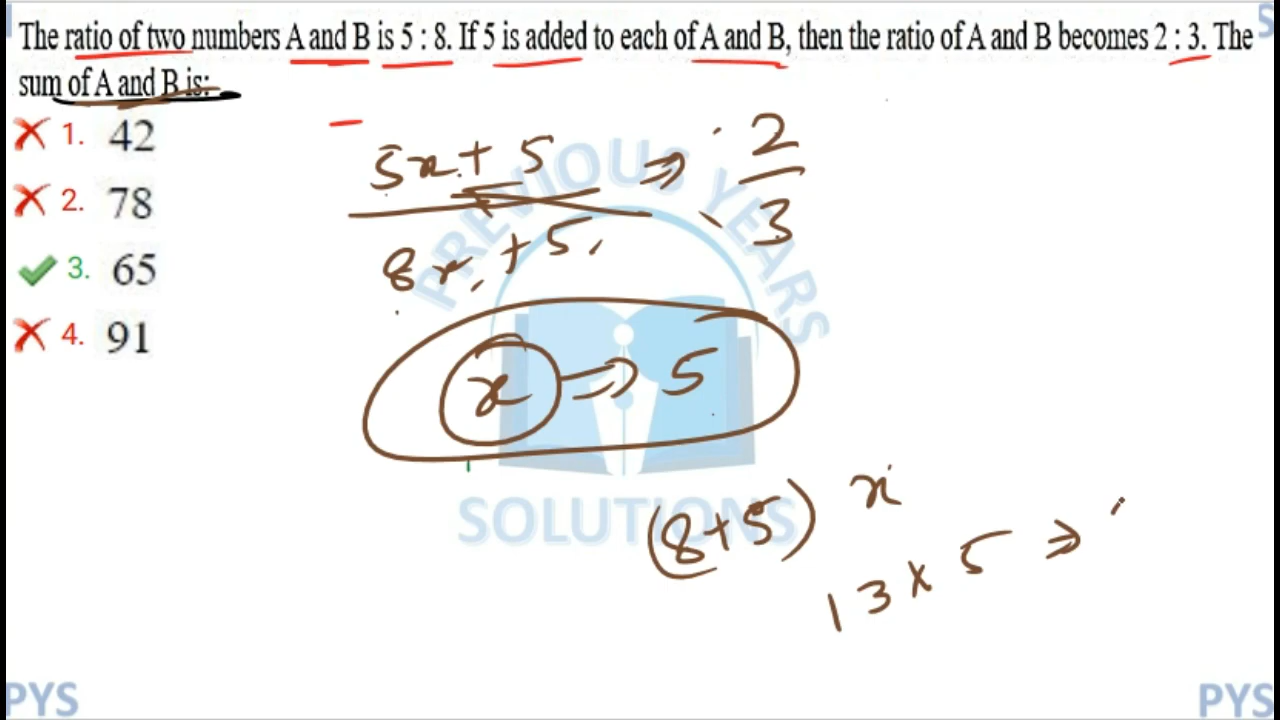 The ratio of two numbers A and B is 5 : 8. If 5 is added to each of A and B, then the ratio of A and B becomes 2 : 3. The
sum of A and B is:
1. 42
2. 78
3. 65
4. 91
5x + 5 ⇒ 2
8x + 5 3
x ⇒ 5
(8+5) x
13 x 5 ⇒
PREVIOUS YEARS
SOLUTIONS
PYS
PYS
S